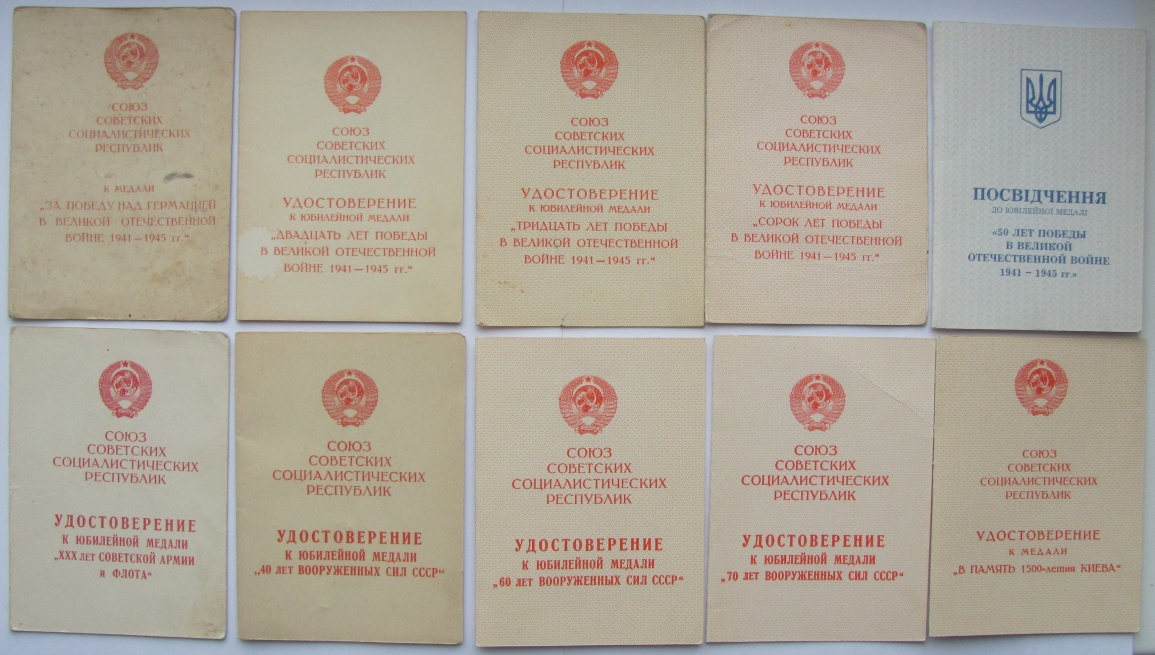 СОЮЗ
СОВЕТСКИХ
СОЦИАЛИСТИЧЕСКИХ
РЕСПУБЛИК
К МЕДАЛИ
„ЗА ПОБЕДУ НАД ГЕРМАНИЕЙ
В ВЕЛИКОЙ ОТЕЧЕСТВЕННОЙ
ВОЙНЕ 1941—1945 гг.“
СОЮЗ
СОВЕТСКИХ
СОЦИАЛИСТИЧЕСКИХ
РЕСПУБЛИК
УДОСТОВЕРЕНИЕ
К ЮБИЛЕЙНОЙ МЕДАЛИ
„ДВАДЦАТЬ ЛЕТ ПОБЕДЫ
В ВЕЛИКОЙ ОТЕЧЕСТВЕННОЙ
ВОЙНЕ 1941—1945 гг.“
СОЮЗ
СОВЕТСКИХ
СОЦИАЛИСТИЧЕСКИХ
РЕСПУБЛИК
УДОСТОВЕРЕНИЕ
К ЮБИЛЕЙНОЙ МЕДАЛИ
„ТРИДЦАТЬ ЛЕТ ПОБЕДЫ
В ВЕЛИКОЙ ОТЕЧЕСТВЕННОЙ
ВОЙНЕ 1941—1945 гг.“
СОЮЗ
СОВЕТСКИХ
СОЦИАЛИСТИЧЕСКИХ
РЕСПУБЛИК
УДОСТОВЕРЕНИЕ
К ЮБИЛЕЙНОЙ МЕДАЛИ
„СОРОК ЛЕТ ПОБЕДЫ
В ВЕЛИКОЙ ОТЕЧЕСТВЕННОЙ
ВОЙНЕ 1941—1945 гг.“
ПОСВІДЧЕННЯ
ДО ЮВІЛЕЙНОЇ МЕДАЛІ
«50 ЛЕТ ПОБЕДЫ
В ВЕЛИКОЙ
ОТЕЧЕСТВЕННОЙ ВОЙНЕ
1941 – 1945 гг.»
СОЮЗ
СОВЕТСКИХ
СОЦИАЛИСТИЧЕСКИХ
РЕСПУБЛИК
УДОСТОВЕРЕНИЕ
К ЮБИЛЕЙНОЙ МЕДАЛИ
„XXX ЛЕТ СОВЕТСКОЙ АРМИИ
И ФЛОТА“
СОЮЗ
СОВЕТСКИХ
СОЦИАЛИСТИЧЕСКИХ
РЕСПУБЛИК
УДОСТОВЕРЕНИЕ
К ЮБИЛЕЙНОЙ МЕДАЛИ
„40 ЛЕТ ВООРУЖЕННЫХ СИЛ СССР“
СОЮЗ
СОВЕТСКИХ
СОЦИАЛИСТИЧЕСКИХ
РЕСПУБЛИК
УДОСТОВЕРЕНИЕ
К ЮБИЛЕЙНОЙ МЕДАЛИ
„60 ЛЕТ ВООРУЖЕННЫХ СИЛ СССР“
СОЮЗ
СОВЕТСКИХ
СОЦИАЛИСТИЧЕСКИХ
РЕСПУБЛИК
УДОСТОВЕРЕНИЕ
К ЮБИЛЕЙНОЙ МЕДАЛИ
„70 ЛЕТ ВООРУЖЕННЫХ СИЛ СССР“
СОЮЗ
СОВЕТСКИХ
СОЦИАЛИСТИЧЕСКИХ
РЕСПУБЛИК
УДОСТОВЕРЕНИЕ
К МЕДАЛИ
„В ПАМЯТЬ 1500-летия КИЕВА“